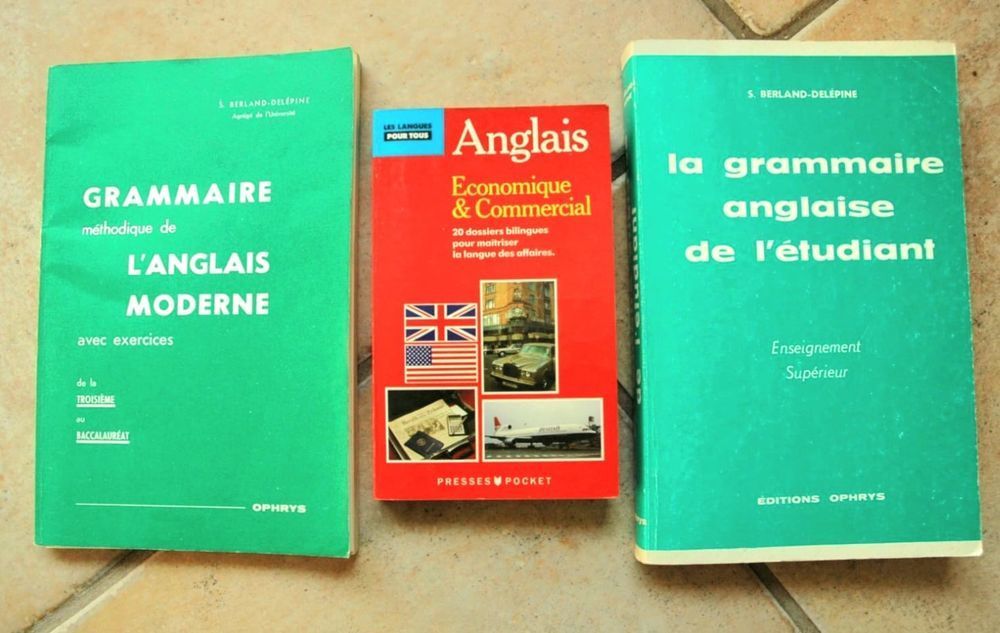 S. BERLAND-DELÉPINE
Agrégé de l'Université
GRAMMAIRE
méthodique de
L'ANGLAIS
MODERNE
avec exercices
de la
TROISIÈME
au
BACCALAURÉAT
OPHRYS
LES LANGUES
POUR TOUS
Anglais
Economique
& Commercial
20 dossiers bilingues
pour maîtriser
la langue des affaires.
PRESSES POCKET
S. BERLAND-DELÉPINE
la grammaire
anglaise
de l'étudiant
Enseignement
Supérieur
ÉDITIONS OPHRYS